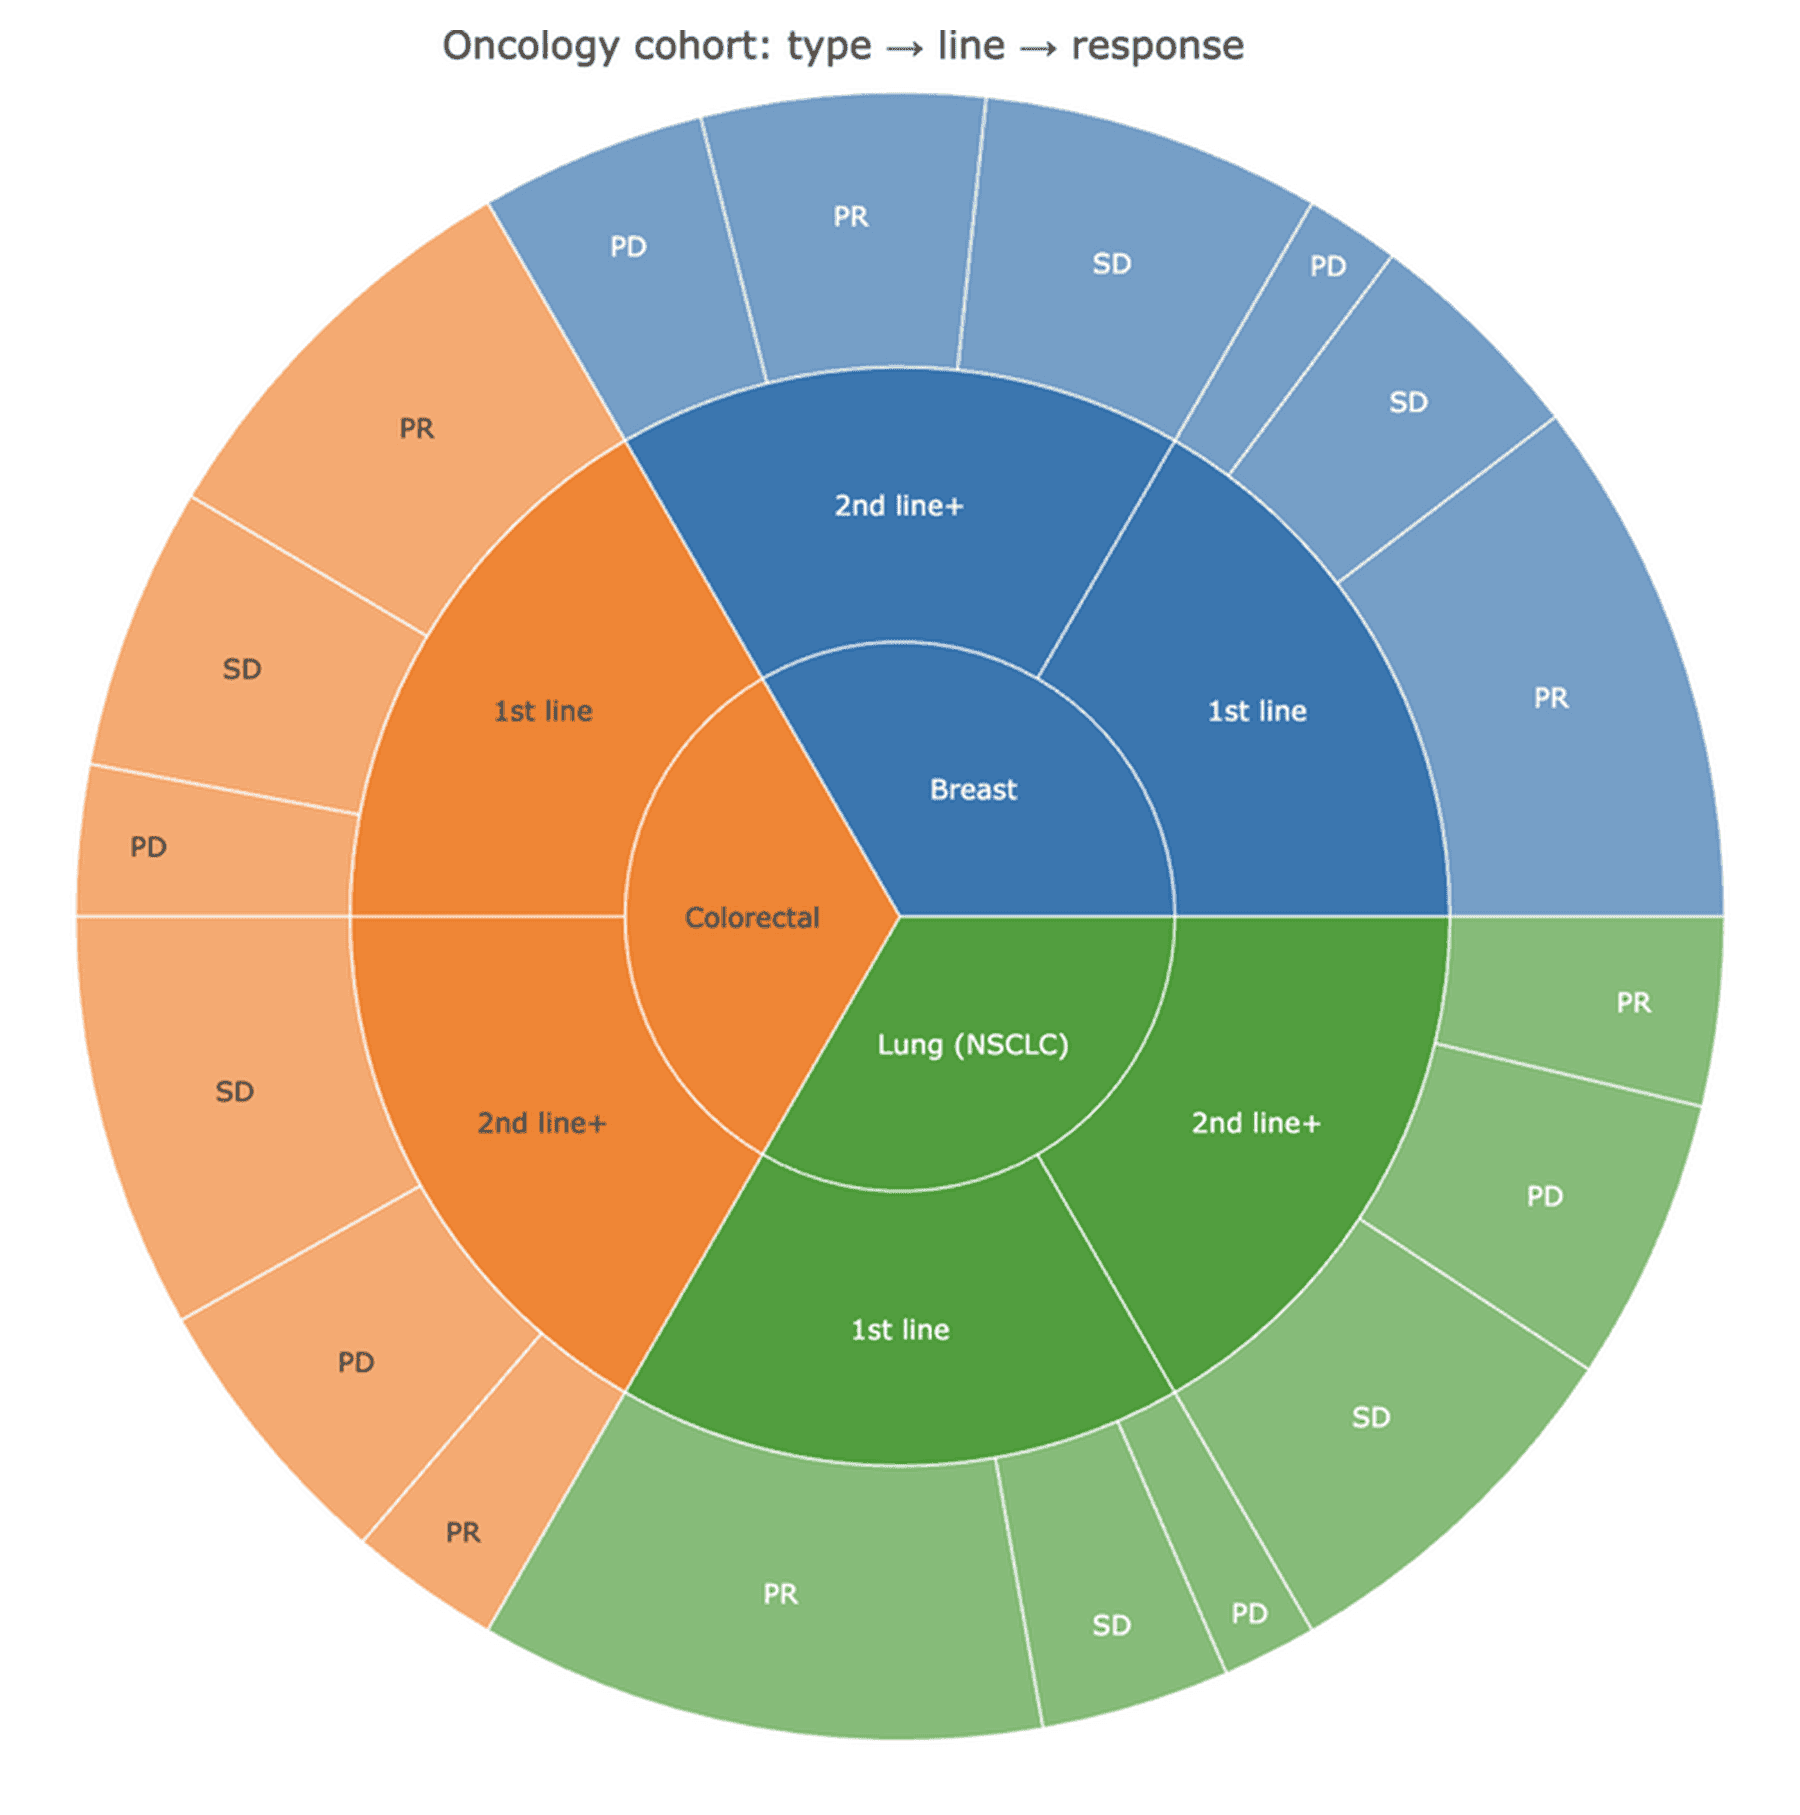 Oncology cohort: type → line → response
PD
PR
SD
PD
SD
PR
PR
SD
PD
2nd line+
1st line
1st line
Breast
Colorectal
Lung (NSCLC)
2nd line+
2nd line+
1st line
PR
PD
SD
SD
PD
PR
PR
SD
PD